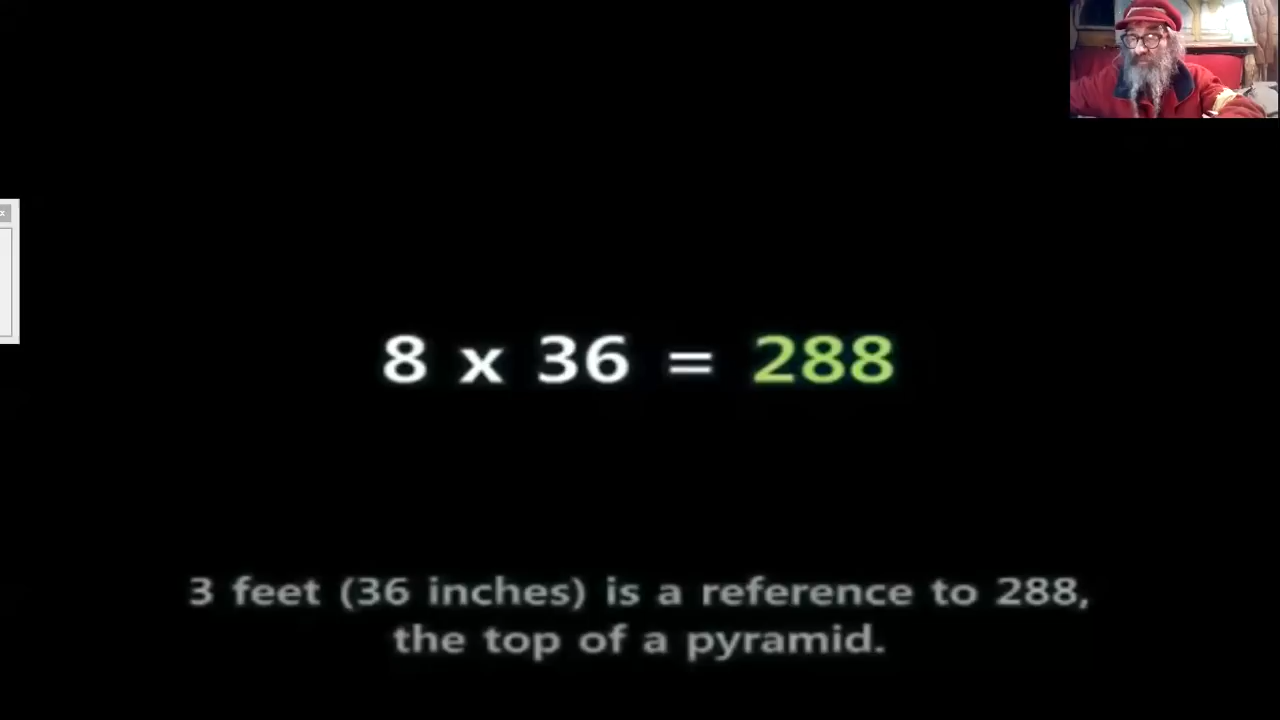 8 x 36 = 288
3 feet (36 inches) is a reference to 288,
the top of a pyramid.